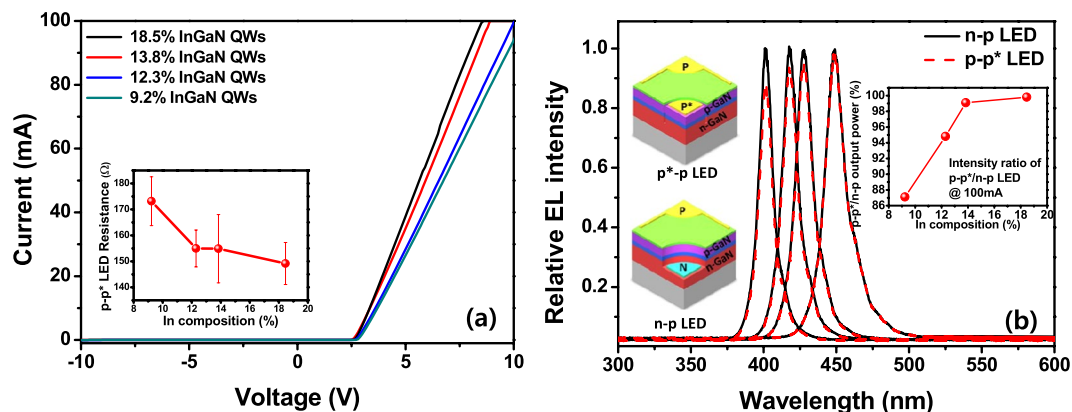 100
80
60
40
20
0
Current (mA)
18.5% InGaN QWs
13.8% InGaN QWs
12.3% InGaN QWs
9.2% InGaN QWs
p-p* LED Resistance (Ω)
180
170
160
150
140
8 10 12 14 16 18 20
In composition (%)
(a)
-10 -5 0 5 10
Voltage (V)
Relative EL intensity
1.0
0.8
0.6
0.4
0.2
n-p LED
p-p* LED
P
P*
p-GaN
n-GaN
p*-p LED
P
N
p-GaN
n-GaN
n-p LED
p-p*/n-p output power (%)
100
98
96
94
92
90
88
86
Intensity ratio of
p-p*/n-p LED
@ 100mA
8 10 12 14 16 18 20
In composition (%)
(b)
300 350 400 450 500 550 600
Wavelength (nm)